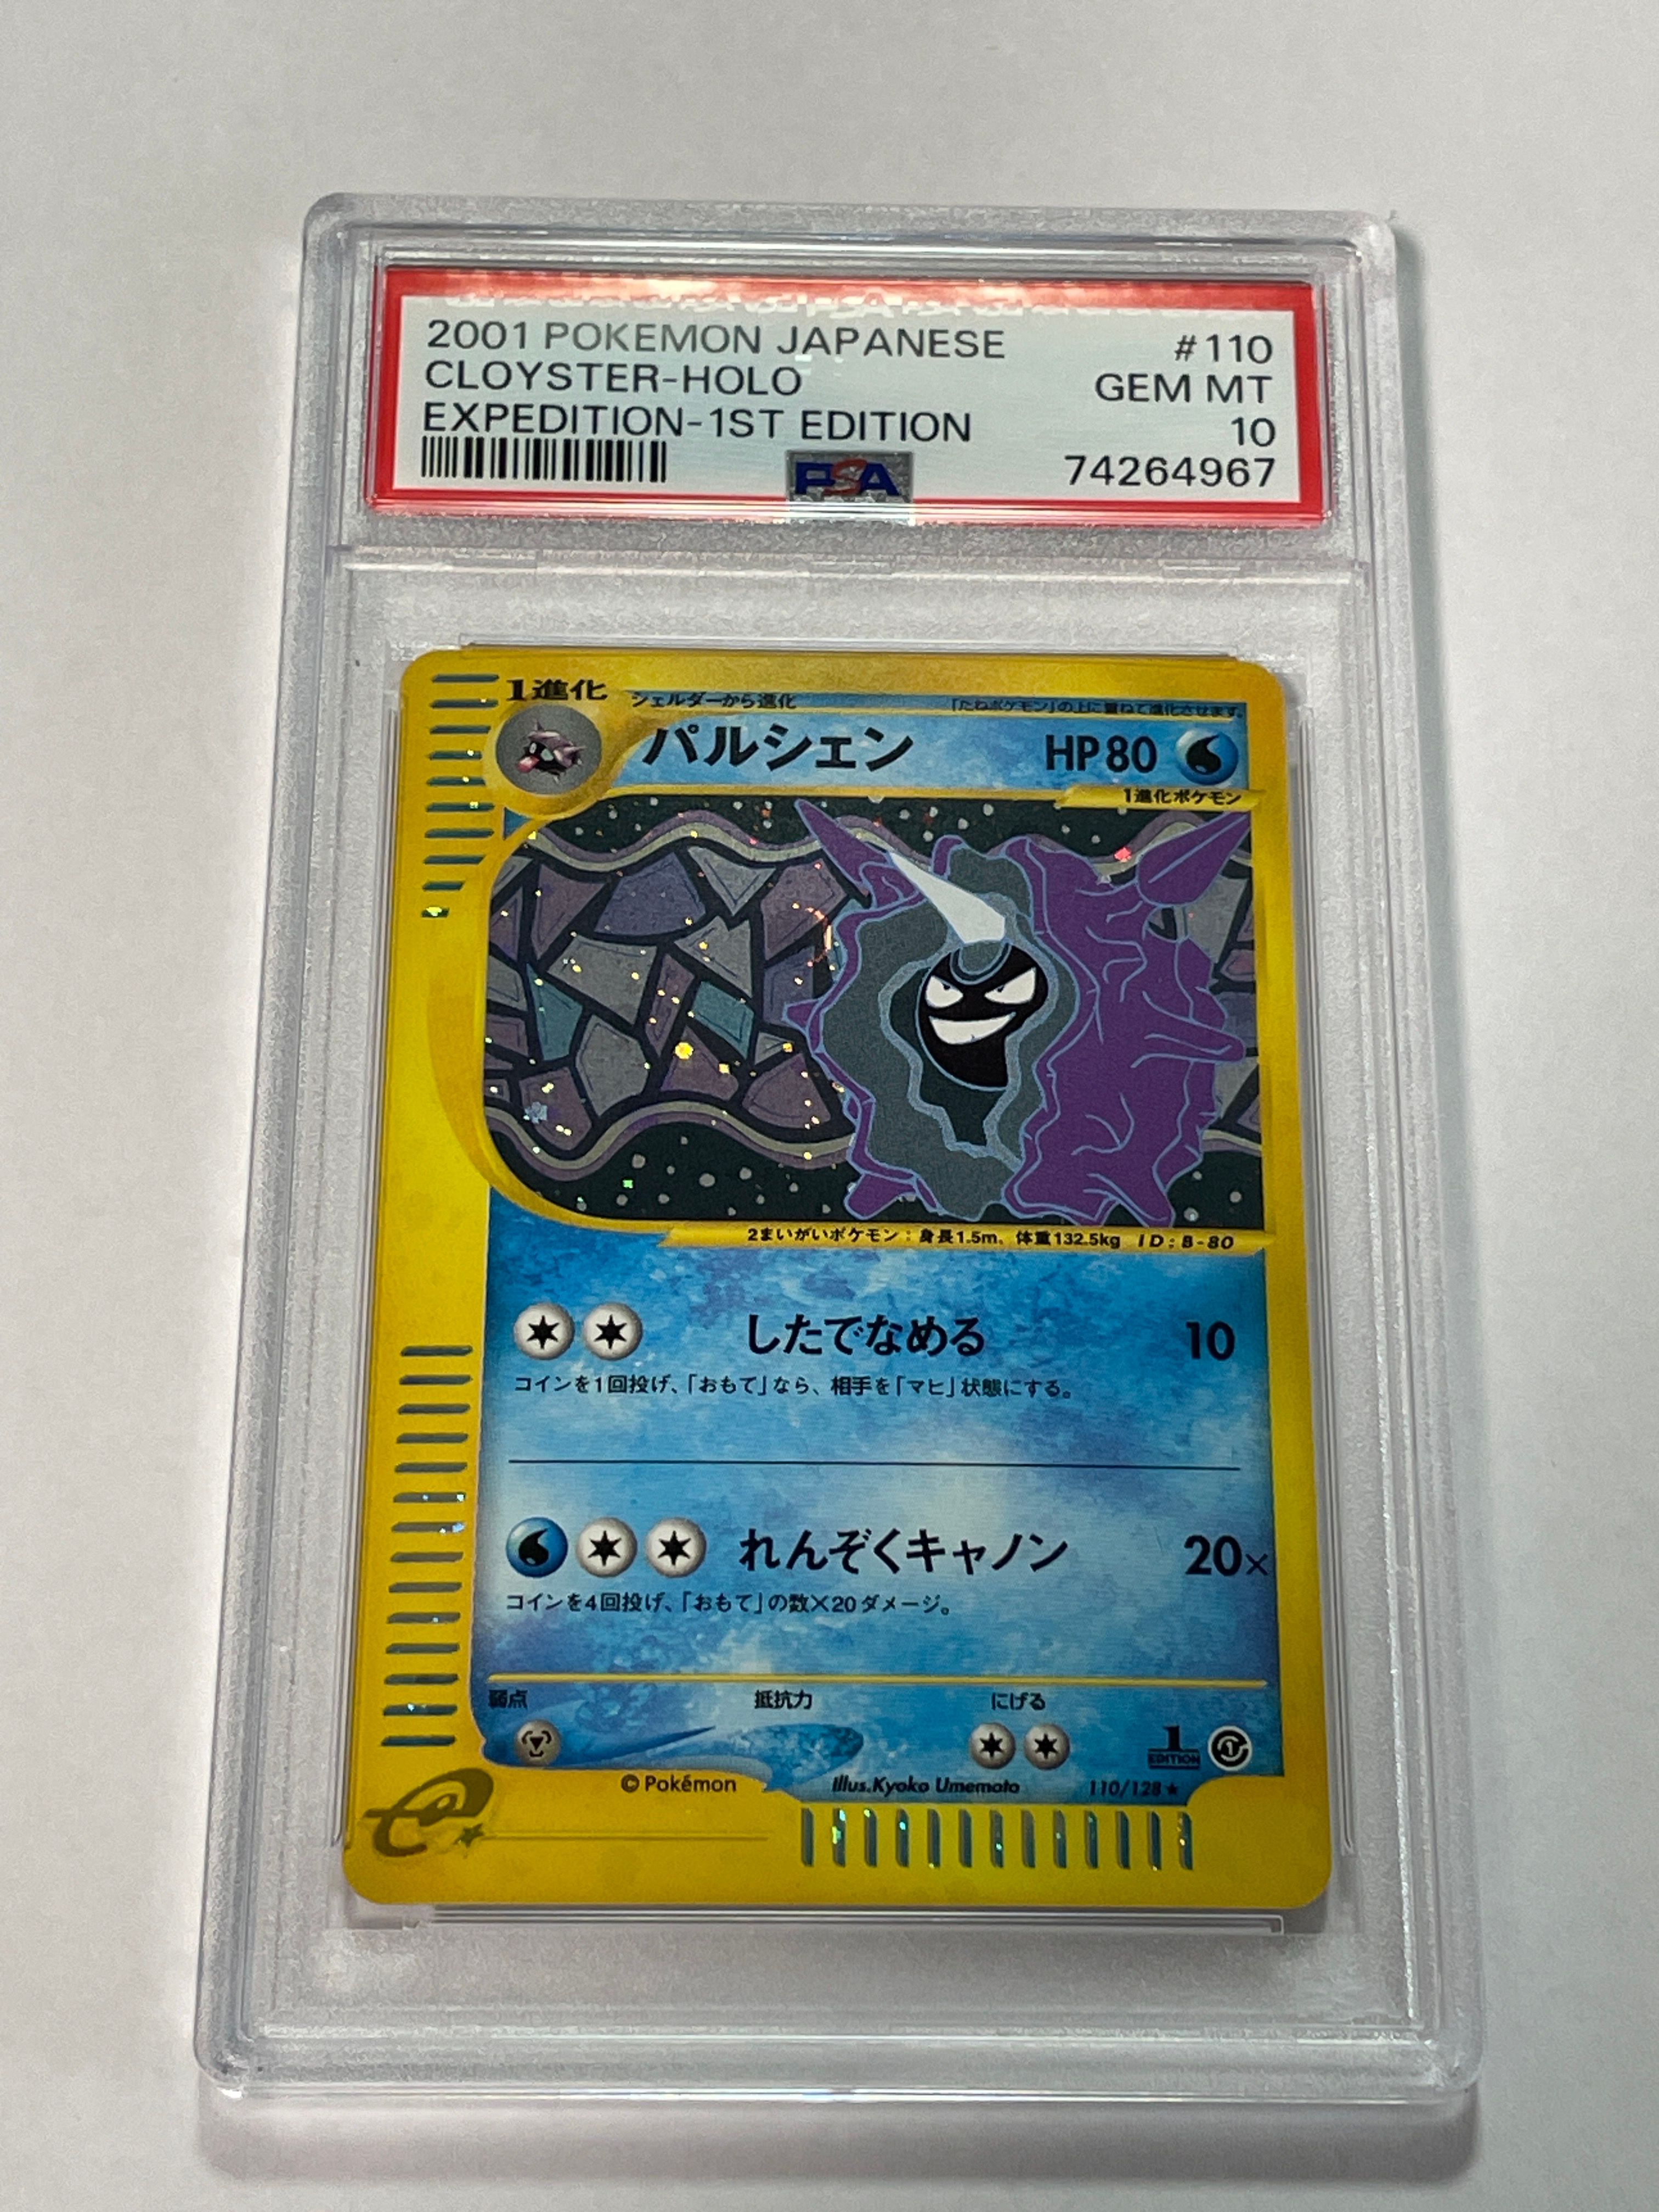 2001 POKEMON JAPANESE #110
CLOYSTER-HOLO GEM MT
EXPEDITION-1ST EDITION 10
PSA 74264967
1進化 シェルダーから進化 「たねポケモン」の上に重ねて進化させます。
パルシェン HP80
1進化ポケモン
2まいがいポケモン:身長1.5m、体重132.5kg ID:B-80
したでなめる 10
コインを1回投げ、「おもて」なら、相手を「マヒ」状態にする。
れんぞくキャノン 20×
コインを4回投げ、「おもて」の数×20ダメージ。
弱点 抵抗力 にげる
1 EDITION
©Pokémon Illus.Kyoko Umemoto 110/128★
e